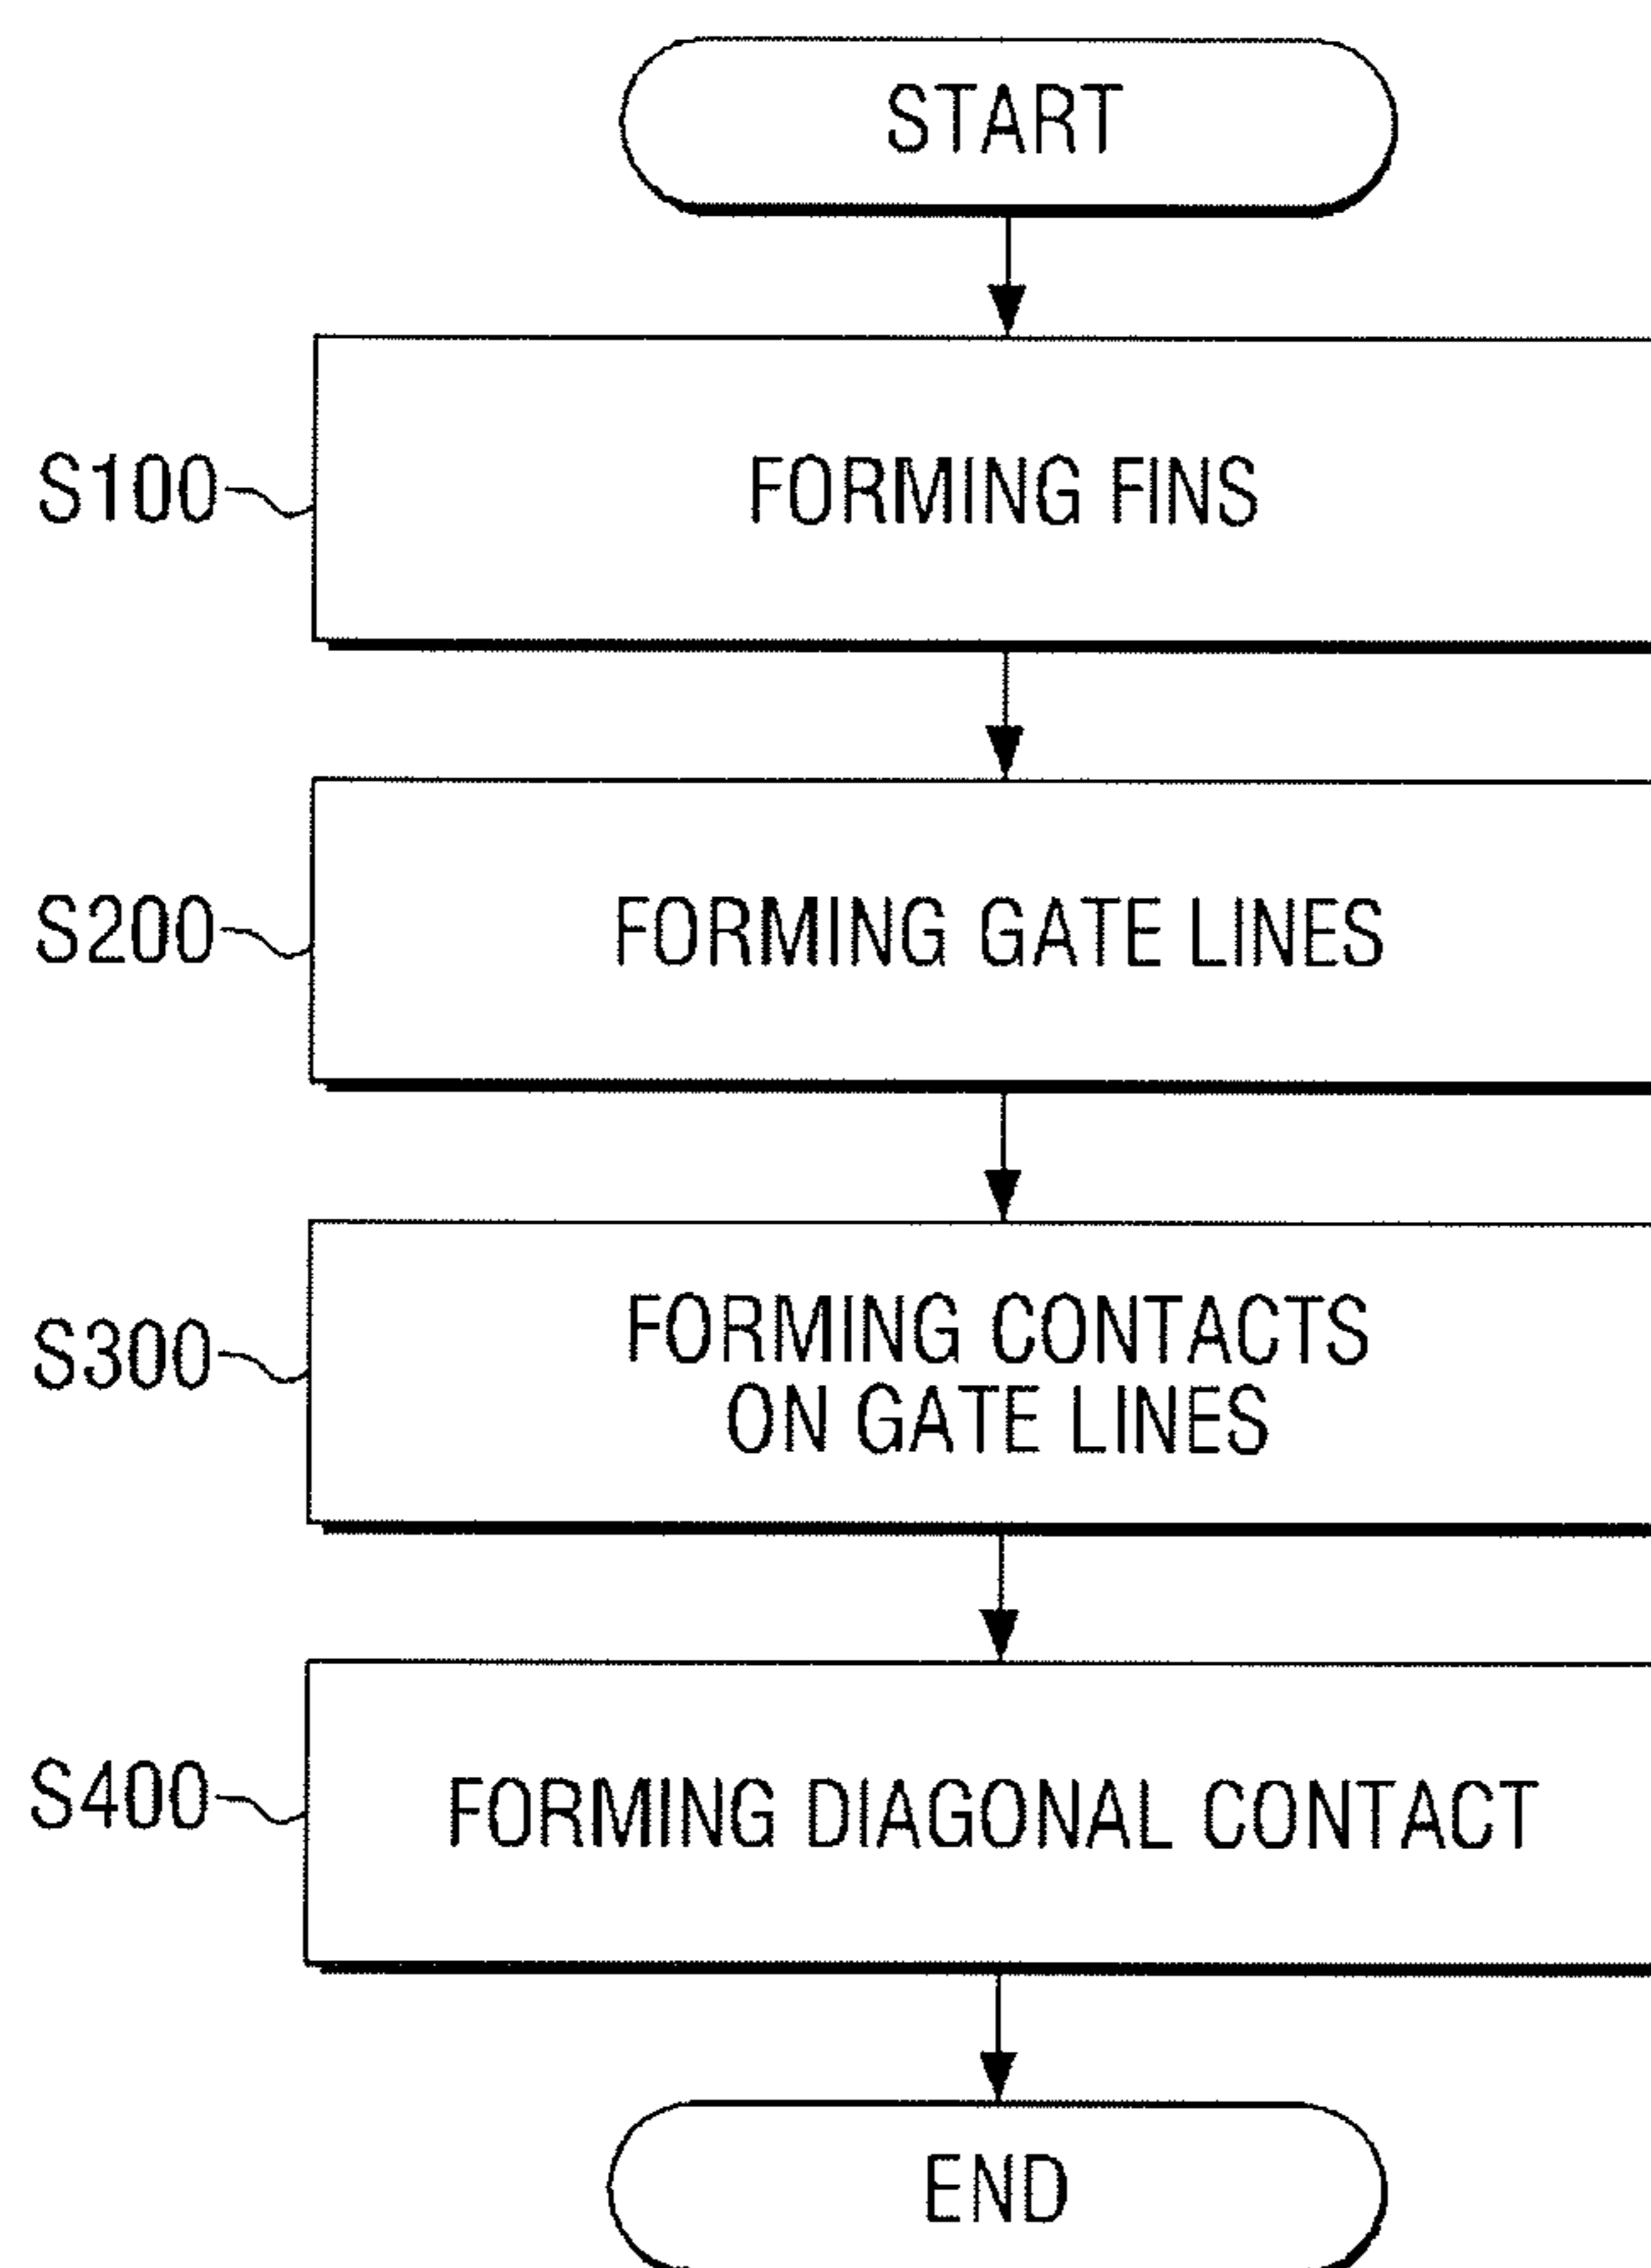 START
S100
FORMING FINS
S200
FORMING GATE LINES
S300
FORMING CONTACTS
ON GATE LINES
S400
FORMING DIAGONAL CONTACT
END